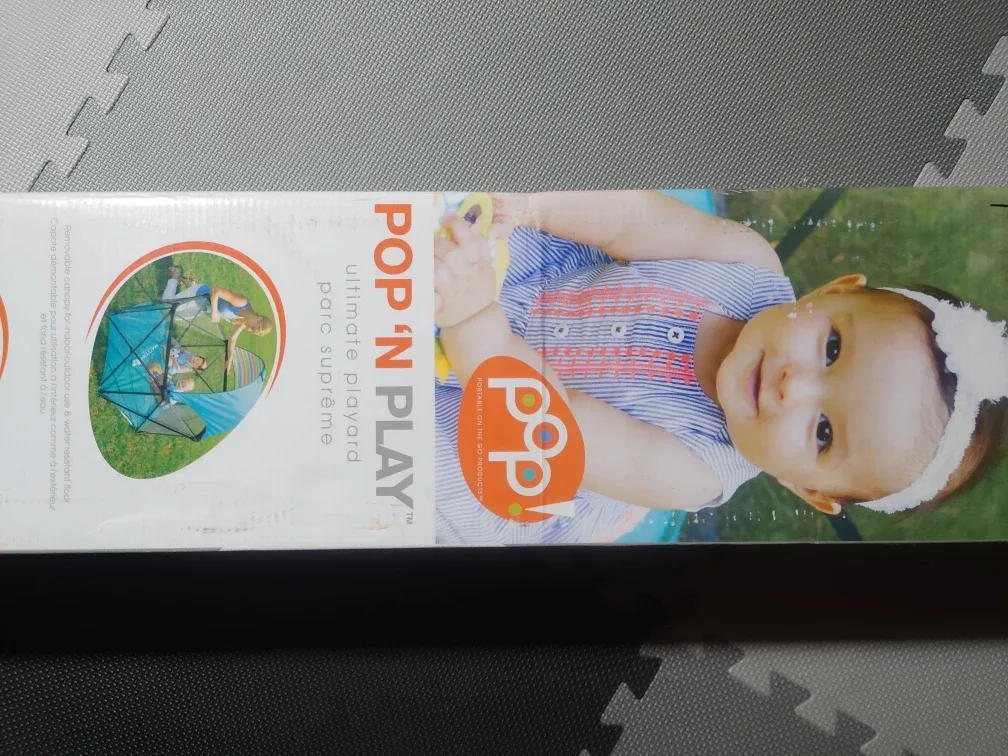 pop!
PORTABLE ON THE GO PRODUCTS™
POP 'N PLAY™
ultimate playard
parc suprême
Removable canopy for indoor/outdoor use & water resistant floor
Capote démontable pour utilisation à l'intérieur comme à l'extérieur
et fond résistant à l'eau